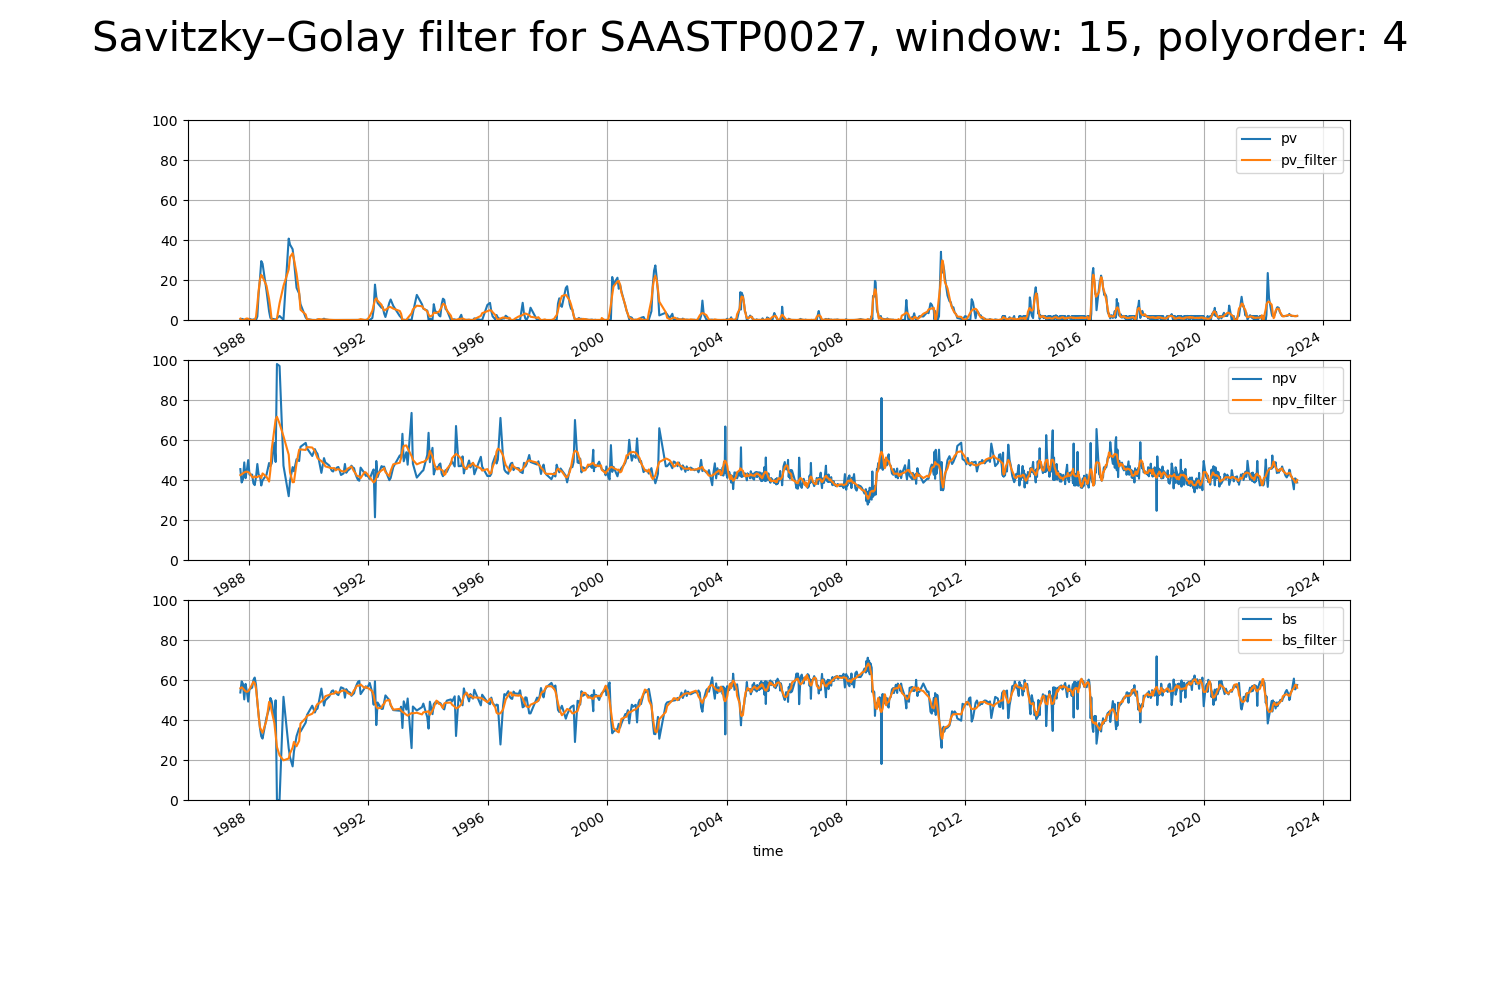 Savitzky–Golay filter for SAASTP0027, window: 15, polyorder: 4
100
80
60
40
20
0
pv
pv_filter
1988 1992 1996 2000 2004 2008 2012 2016 2020 2024
100
80
60
40
20
0
npv
npv_filter
1988 1992 1996 2000 2004 2008 2012 2016 2020 2024
100
80
60
40
20
0
bs
bs_filter
1988 1992 1996 2000 2004 2008 2012 2016 2020 2024
time